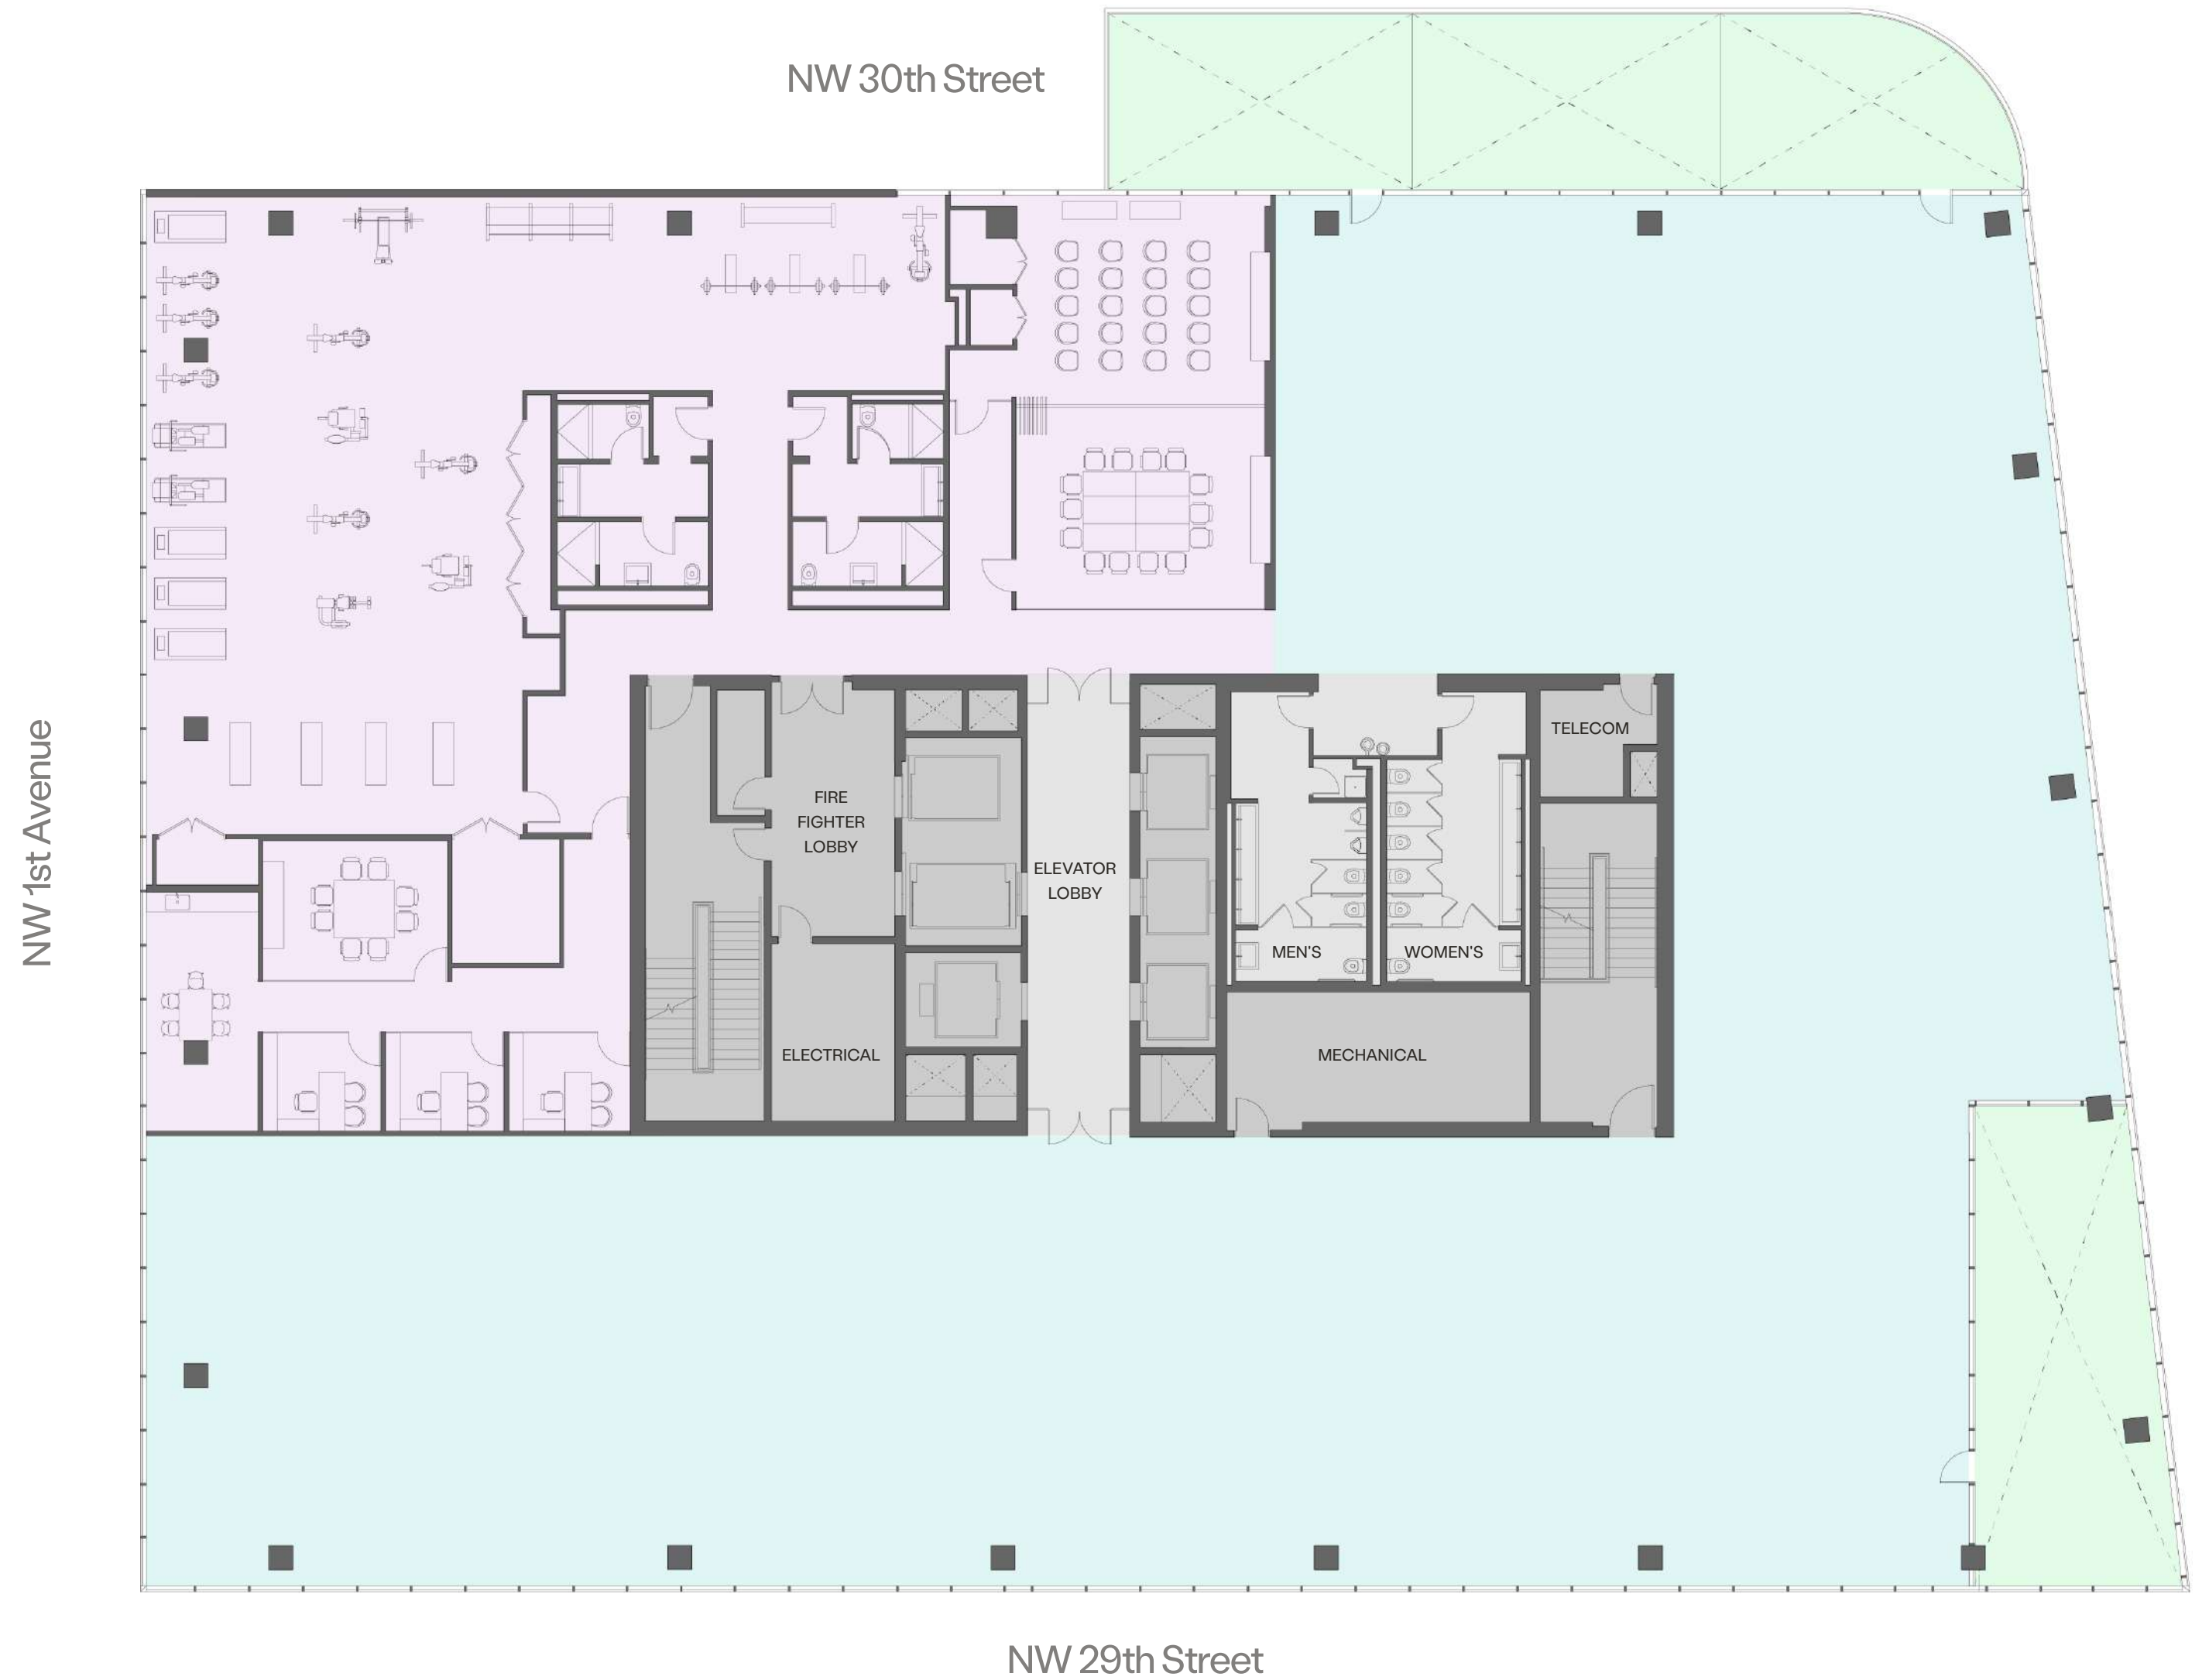 NW 30th Street
NW 1st Avenue
TELECOM
FIRE
FIGHTER
LOBBY
ELEVATOR
LOBBY
MEN'S
WOMEN'S
ELECTRICAL
MECHANICAL
NW 29th Street